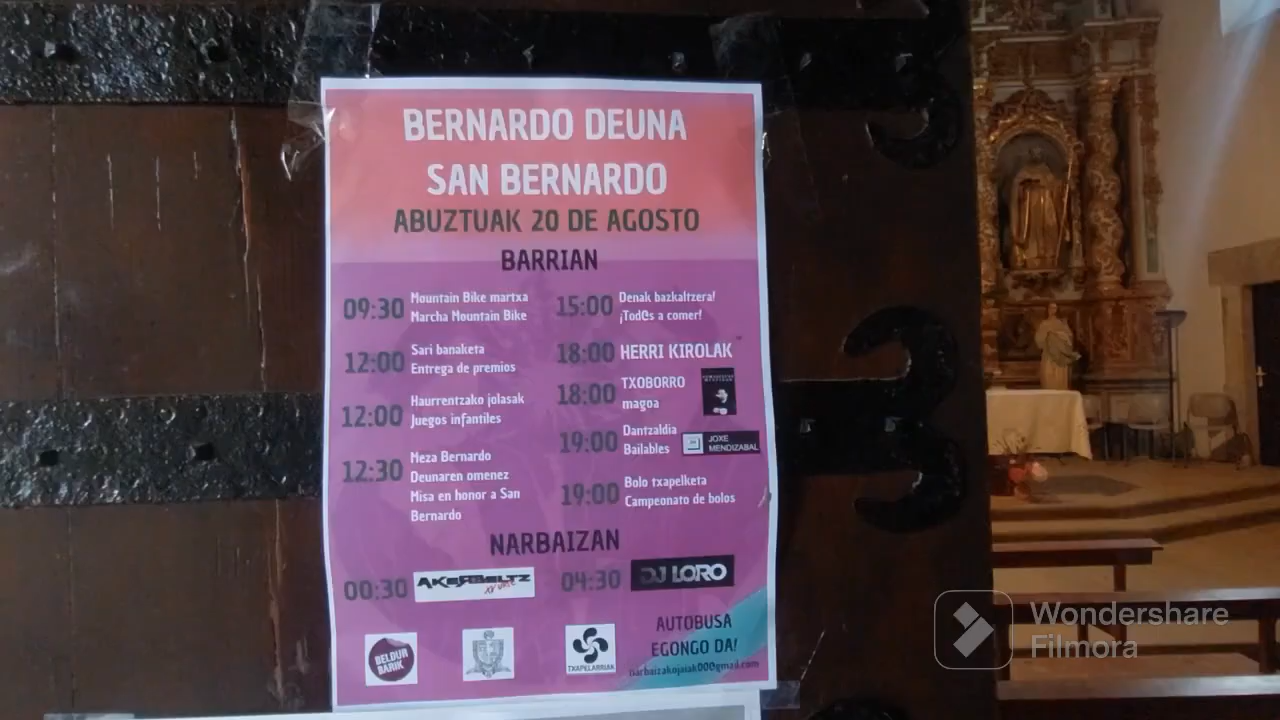 BERNARDO DEUNA
SAN BERNARDO
ABUZTUAK 20 DE AGOSTO
BARRIAN
09:30 Mountain Bike martxa
Marcha Mountain Bike
12:00 Sari banaketa
Entrega de premios
12:00 Haurrentzako jolasak
Juegos infantiles
12:30 Meza Bernardo
Deunaren omenez
Misa en honor a San
Bernardo
15:00 Denak bazkaltzera!
¡Tod@s a comer!
18:00 HERRI KIROLAK
18:00 TXOBORRO
magoa
19:00 Dantzaldia
Bailables
JOXE
MENDIZABAL
19:00 Bolo txapelketa
Campeonato de bolos
NARBAIZAN
00:30 AKERBELTZ
04:30 DJ LORO
BELDUR
BARIK
TXAPELARRIAK
AUTOBUSA
EGONGO DA!
narbaizakojaiak00@gmail.com
Wondershare
Filmora